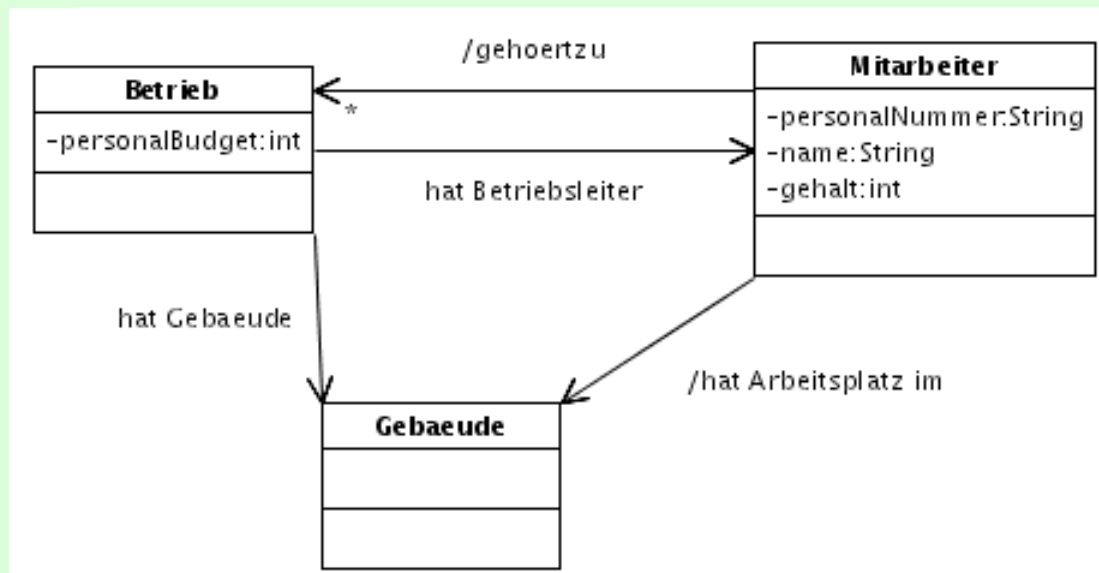 /gehoertzu
Betrieb
-personalBudget:int
*
Mitarbeiter
-personalNummer:String
-name:String
-gehalt:int
hat Betriebsleiter
hat Gebaeude
/hat Arbeitsplatz im
Gebaeude